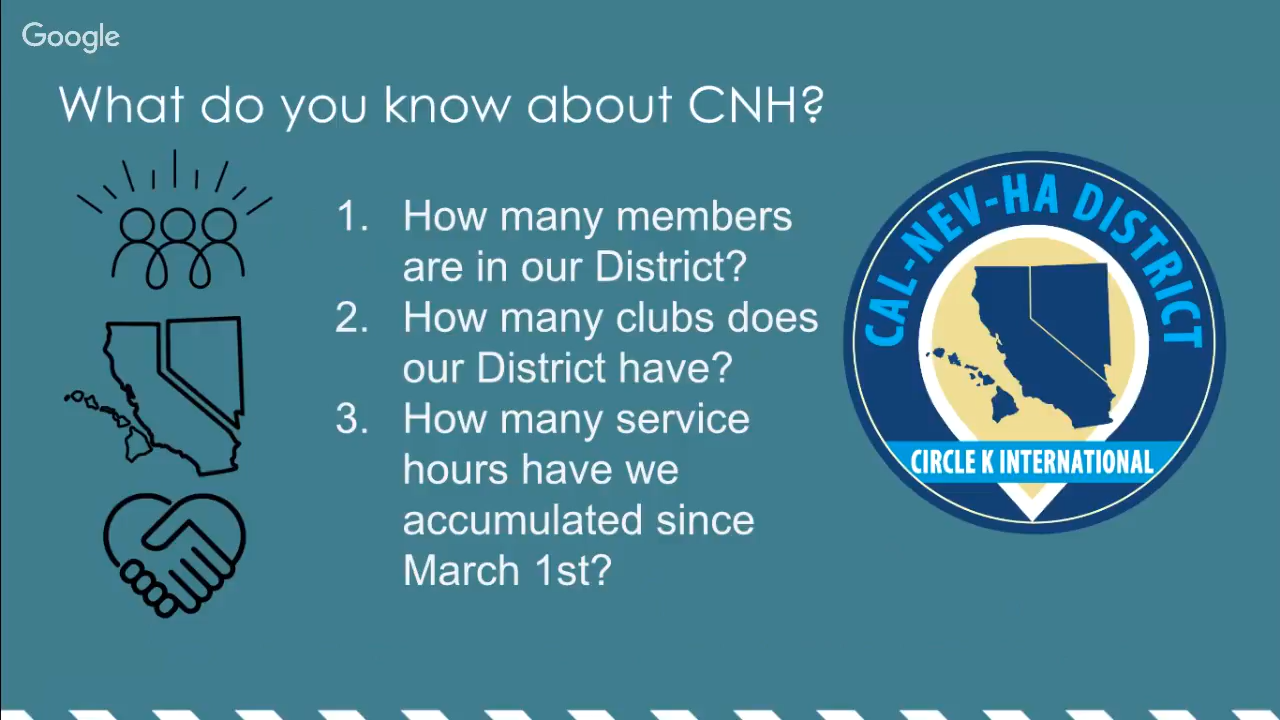 Google
What do you know about CNH?
1. How many members
are in our District?
2. How many clubs does
our District have?
3. How many service
hours have we
accumulated since
March 1st?
CAL-NEV-HA DISTRICT
CIRCLE K INTERNATIONAL